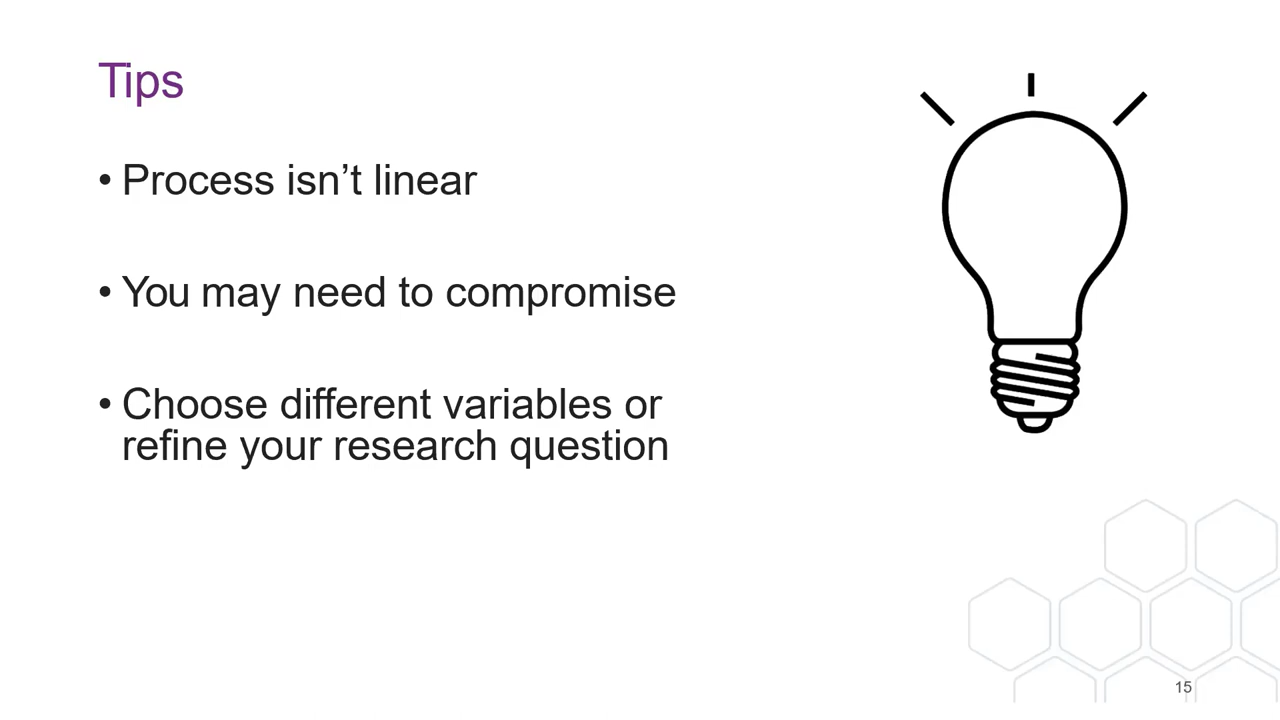 Tips
• Process isn’t linear
• You may need to compromise
• Choose different variables or
refine your research question
15